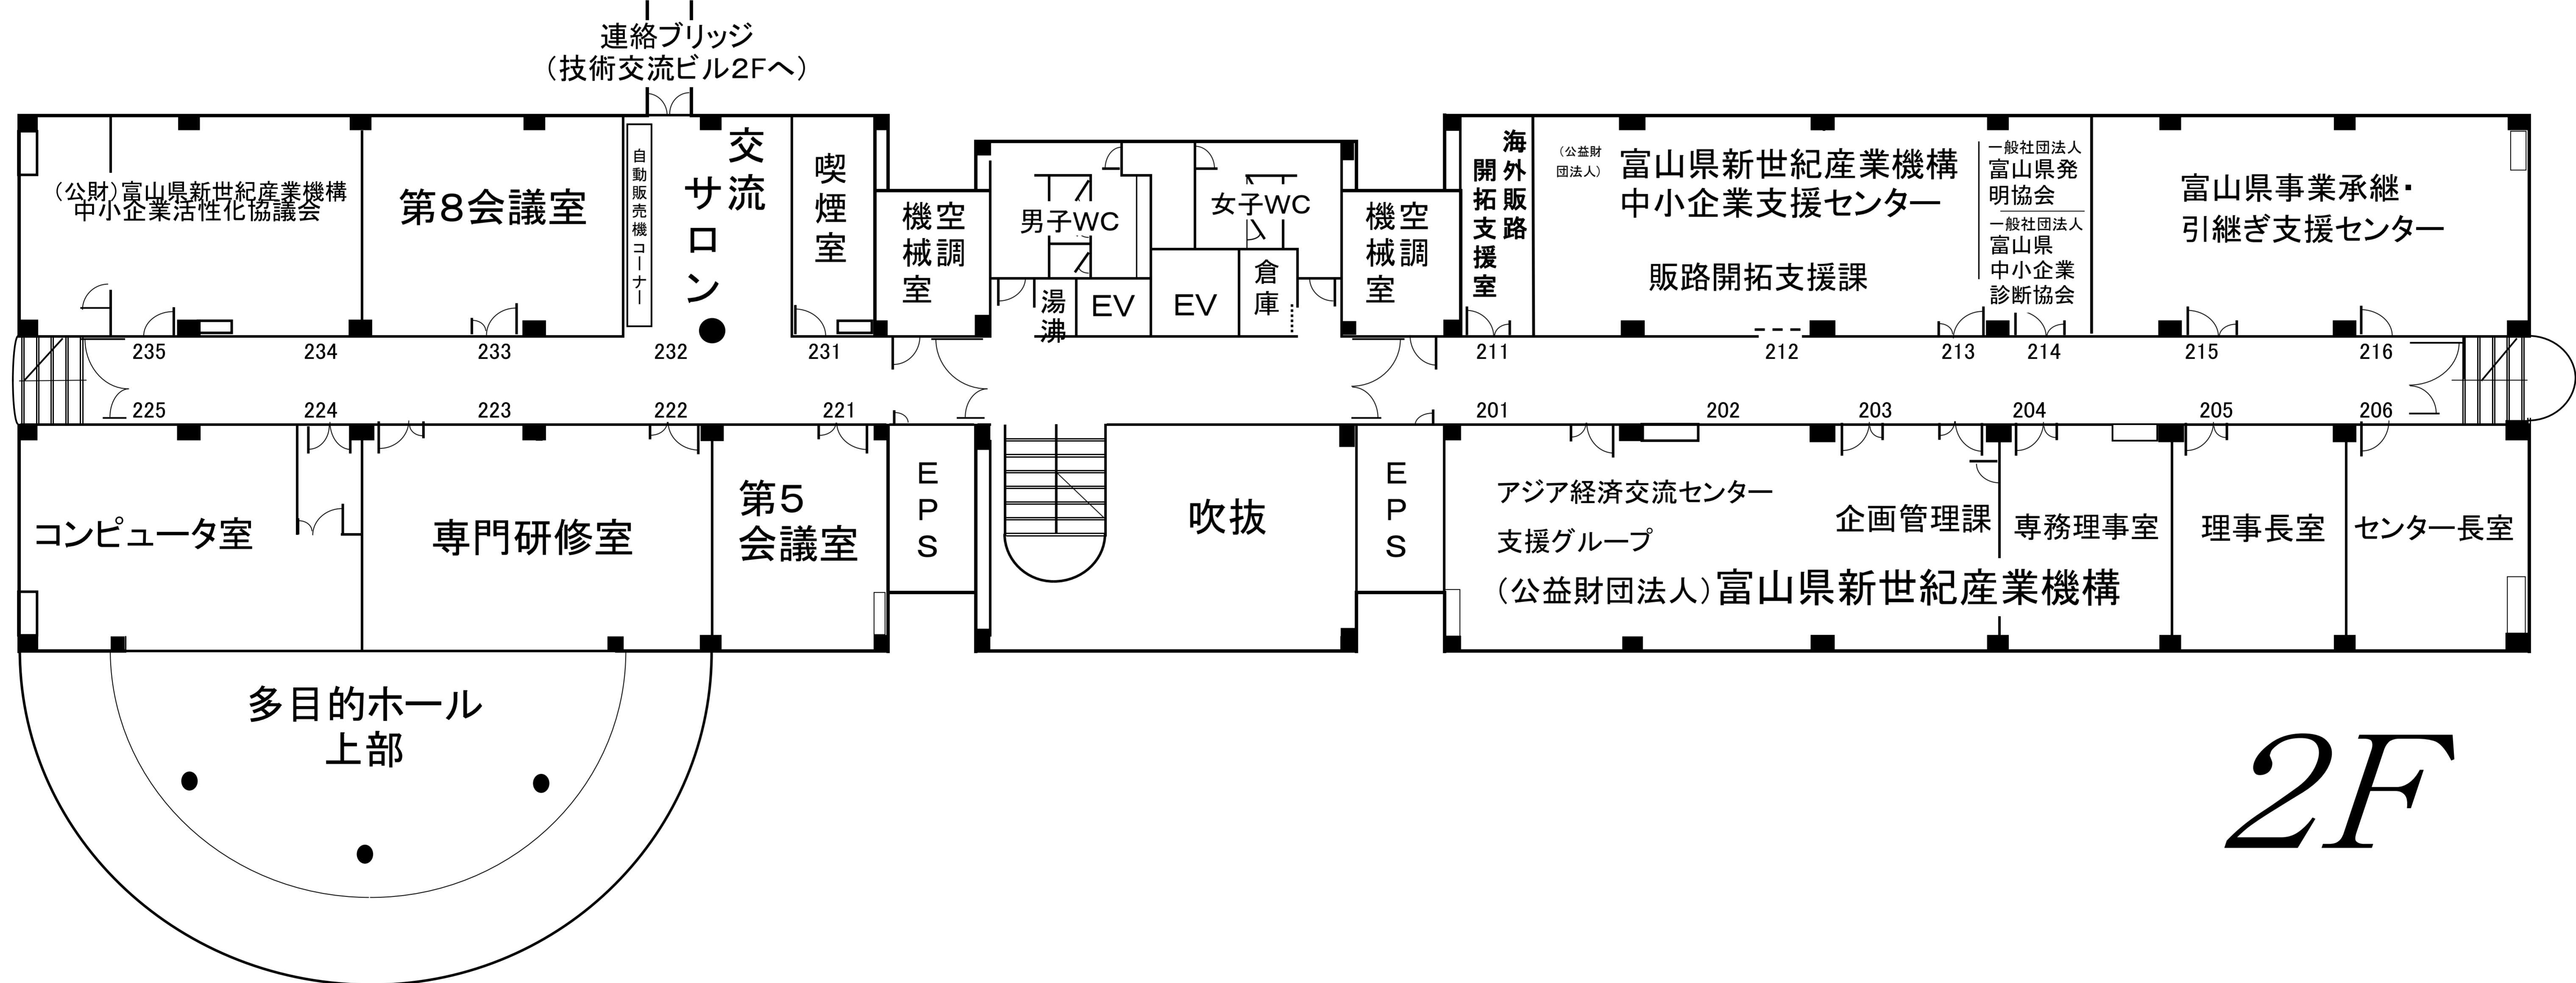 連絡ブリッジ
（技術交流ビル2Fへ）
（公財）富山県新世紀産業機構
中小企業活性化協議会
第8会議室
自動販売機コーナー
交流
サロン
喫煙室
空調
機械室
男子WC
女子WC
湯沸
EV
EV
倉庫
空調
機械室
海外販路
開拓支援室
（公益財
団法人）
富山県新世紀産業機構
中小企業支援センター
販路開拓支援課
一般社団法人
富山県発
明協会
一般社団法人
富山県
中小企業
診断協会
富山県事業承継・
引継ぎ支援センター
235
234
233
232
231
211
212
213
214
215
216
225
224
223
222
221
201
202
203
204
205
206
コンピュータ室
専門研修室
第5
会議室
EPS
吹抜
EPS
アジア経済交流センター
支援グループ
企画管理課
（公益財団法人）富山県新世紀産業機構
専務理事室
理事長室
センター長室
多目的ホール
上部
2F